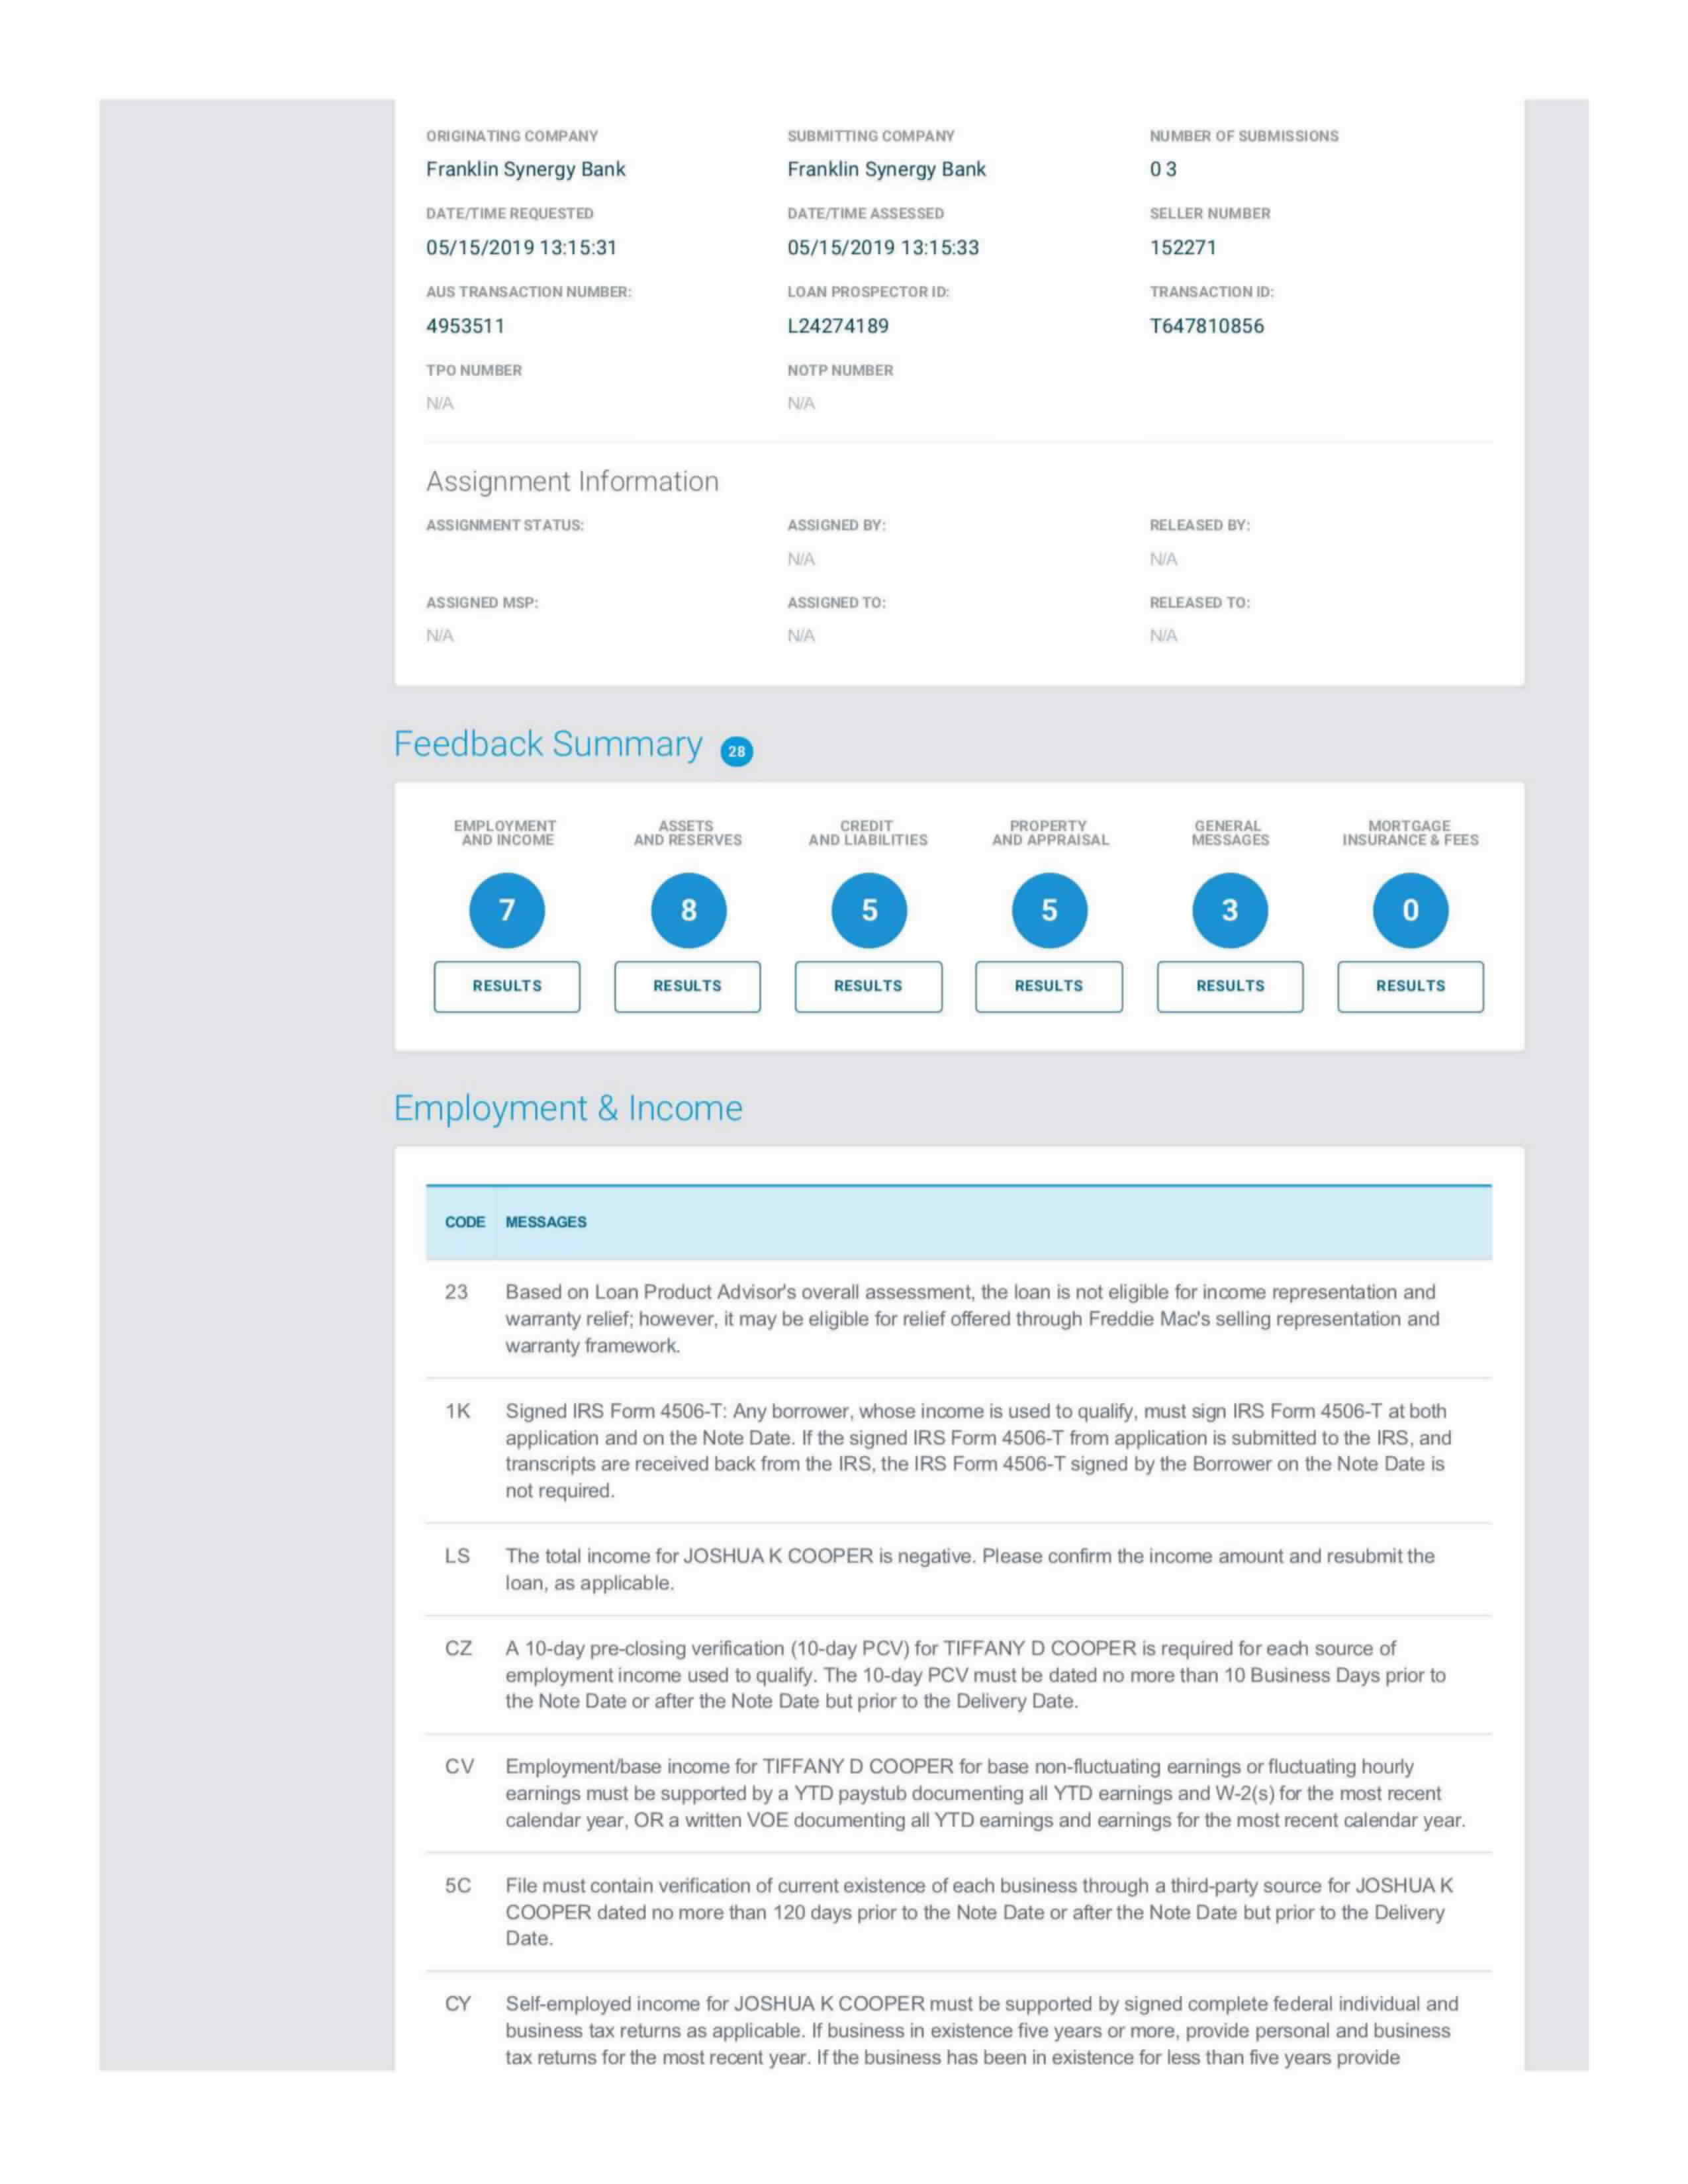 ORIGINATING COMPANY SUBMITTING COMPANY NUMBER OF SUBMISSIONS
Franklin Synergy Bank Franklin Synergy Bank 0 3
DATE/TIME REQUESTED DATE/TIME ASSESSED SELLER NUMBER
05/15/2019 13:15:31 05/15/2019 13:15:33 152271
AUS TRANSACTION NUMBER: LOAN PROSPECTOR ID: TRANSACTION ID:
4953511 L24274189 T647810856
TPO NUMBER NOTP NUMBER
N/A N/A
Assignment Information
ASSIGNMENT STATUS: ASSIGNED BY: RELEASED BY:
N/A N/A
ASSIGNED MSP: ASSIGNED TO: RELEASED TO:
N/A N/A N/A
Feedback Summary 28
EMPLOYMENT ASSETS CREDIT PROPERTY GENERAL MORTGAGE
AND INCOME AND RESERVES AND LIABILITIES AND APPRAISAL MESSAGES INSURANCE & FEES
7 8 5 5 3 0
RESULTS RESULTS RESULTS RESULTS RESULTS RESULTS
Employment & Income
CODE MESSAGES
23 Based on Loan Product Advisor's overall assessment, the loan is not eligible for income representation and
warranty relief; however, it may be eligible for relief offered through Freddie Mac's selling representation and
warranty framework.
1K Signed IRS Form 4506-T: Any borrower, whose income is used to qualify, must sign IRS Form 4506-T at both
application and on the Note Date. If the signed IRS Form 4506-T from application is submitted to the IRS, and
transcripts are received back from the IRS, the IRS Form 4506-T signed by the Borrower on the Note Date is
not required.
LS The total income for JOSHUA K COOPER is negative. Please confirm the income amount and resubmit the
loan, as applicable.
CZ A 10-day pre-closing verification (10-day PCV) for TIFFANY D COOPER is required for each source of
employment income used to qualify. The 10-day PCV must be dated no more than 10 Business Days prior to
the Note Date or after the Note Date but prior to the Delivery Date.
CV Employment/base income for TIFFANY D COOPER for base non-fluctuating earnings or fluctuating hourly
earnings must be supported by a YTD paystub documenting all YTD earnings and W-2(s) for the most recent
calendar year, OR a written VOE documenting all YTD earnings and earnings for the most recent calendar year.
5C File must contain verification of current existence of each business through a third-party source for JOSHUA K
COOPER dated no more than 120 days prior to the Note Date or after the Note Date but prior to the Delivery
Date.
CY Self-employed income for JOSHUA K COOPER must be supported by signed complete federal individual and
business tax returns as applicable. If business in existence five years or more, provide personal and business
tax returns for the most recent year. If the business has been in existence for less than five years provide